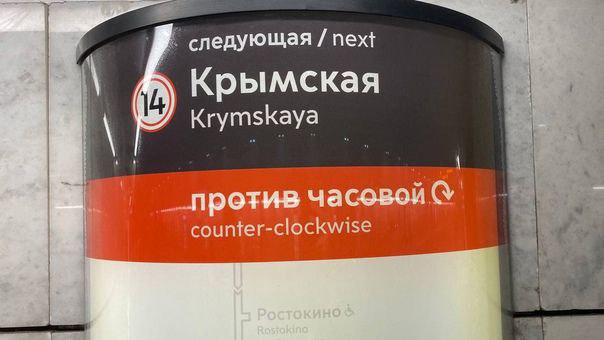 следующая / next
14
Крымская
Krymskaya
против часовой
counter-clockwise
Ростокино
Rostokino